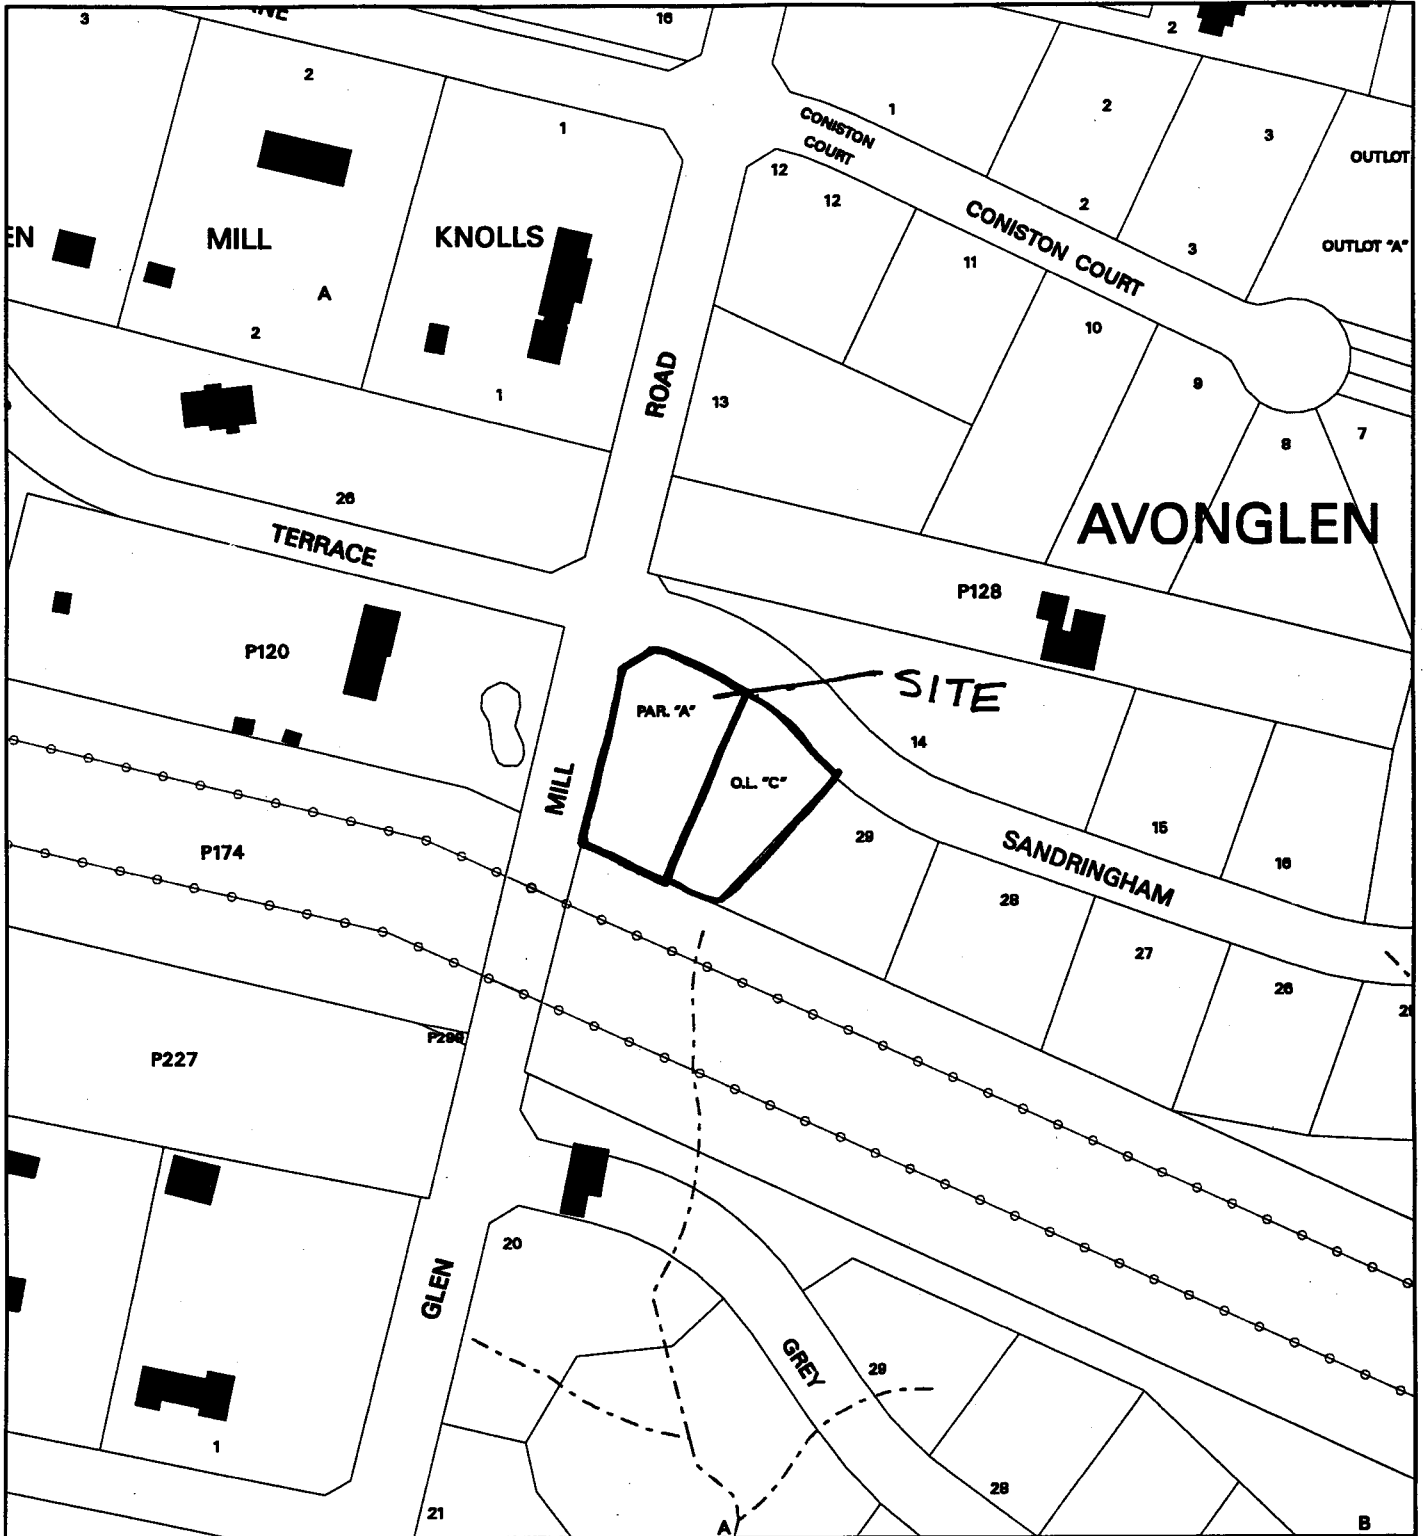 3
16
2
2
1
1
CONISTON
COURT
2
3
OUTLOT
12
12
EN
MILL
KNOLLS
CONISTON COURT
2
3
OUTLOT "A"
11
A
2
10
ROAD
1
13
9
8
7
26
TERRACE
AVONGLEN
P128
P120
SITE
PAR. "A"
14
MILL
O.L. "C"
29
15
16
SANDRINGHAM
P174
28
27
26
P299
P227
20
GLEN
GREY
29
1
28
21
A
B